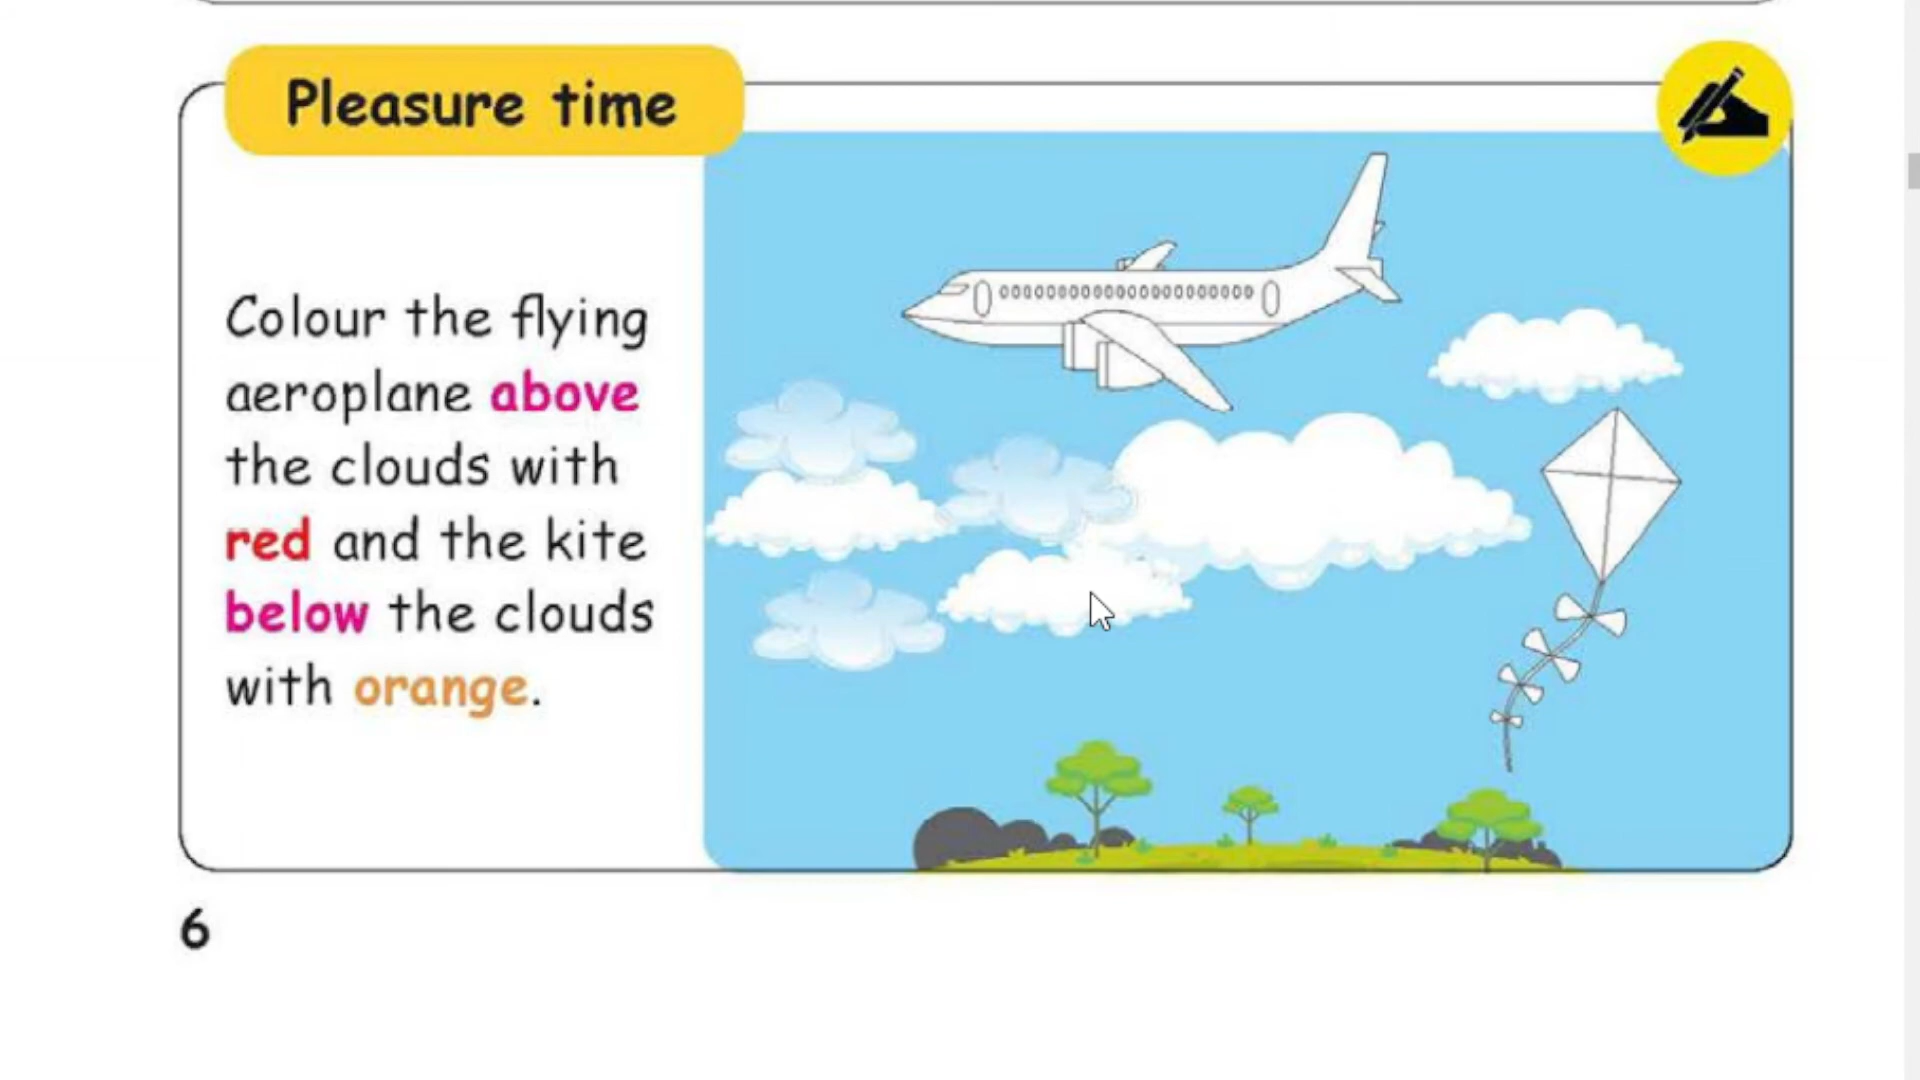 Pleasure time
Colour the flying
aeroplane above
the clouds with
red and the kite
below the clouds
with orange.
6